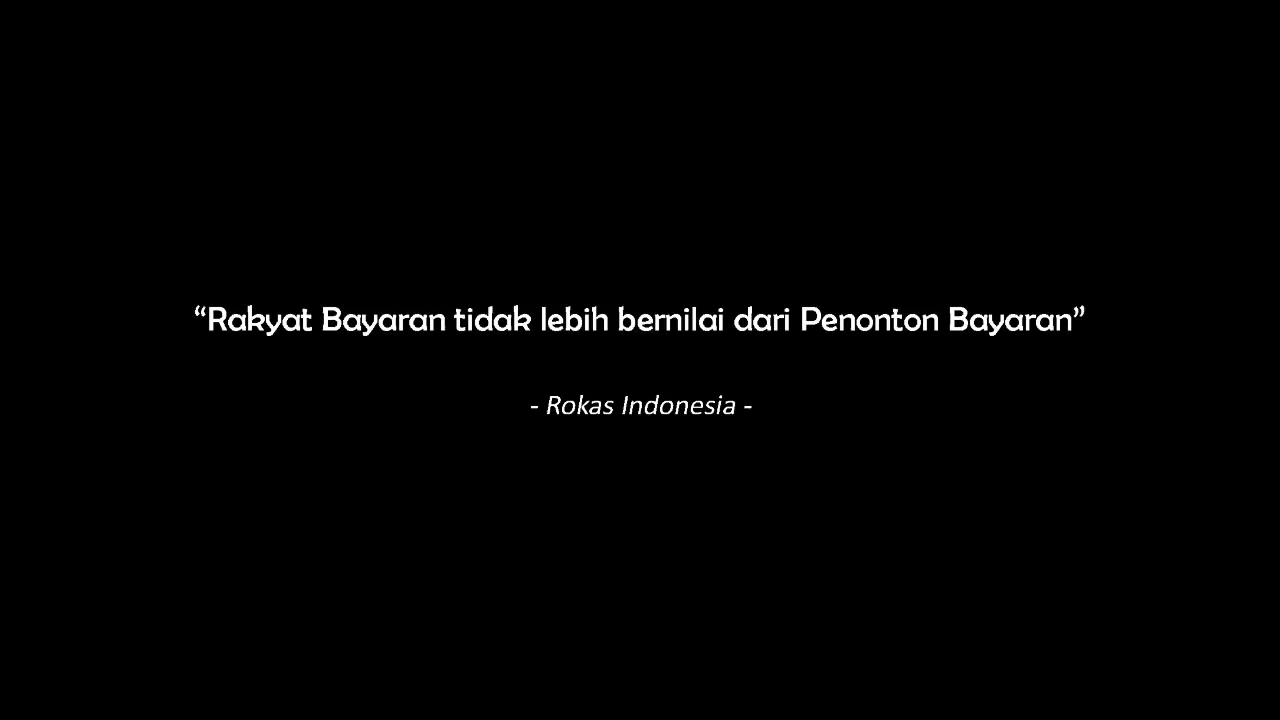 “Rakyat Bayaran tidak lebih bernilai dari Penonton Bayaran”
- Rokas Indonesia -